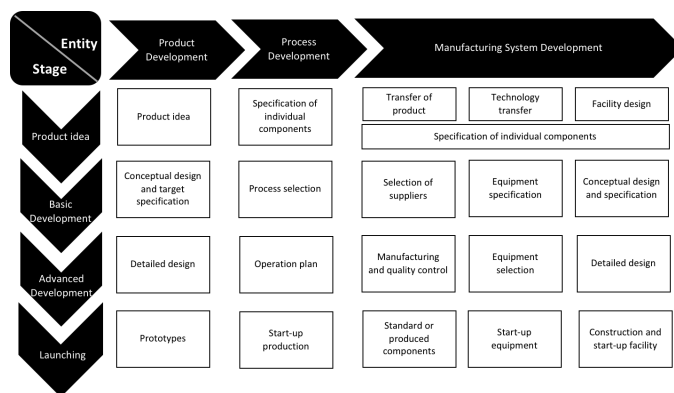 Entity
Stage
Product
Development
Process
Development
Manufacturing System Development
Product idea
Product idea
Specification of
individual
components
Transfer of
product
Technology
transfer
Facility design
Specification of individual components
Basic
Development
Conceptual design
and target
specification
Process selection
Selection of
suppliers
Equipment
specification
Conceptual design
and specification
Advanced
Development
Detailed design
Operation plan
Manufacturing
and quality control
Equipment
selection
Detailed design
Launching
Prototypes
Start-up
production
Standard or
produced
components
Start-up
equipment
Construction and
start-up facility